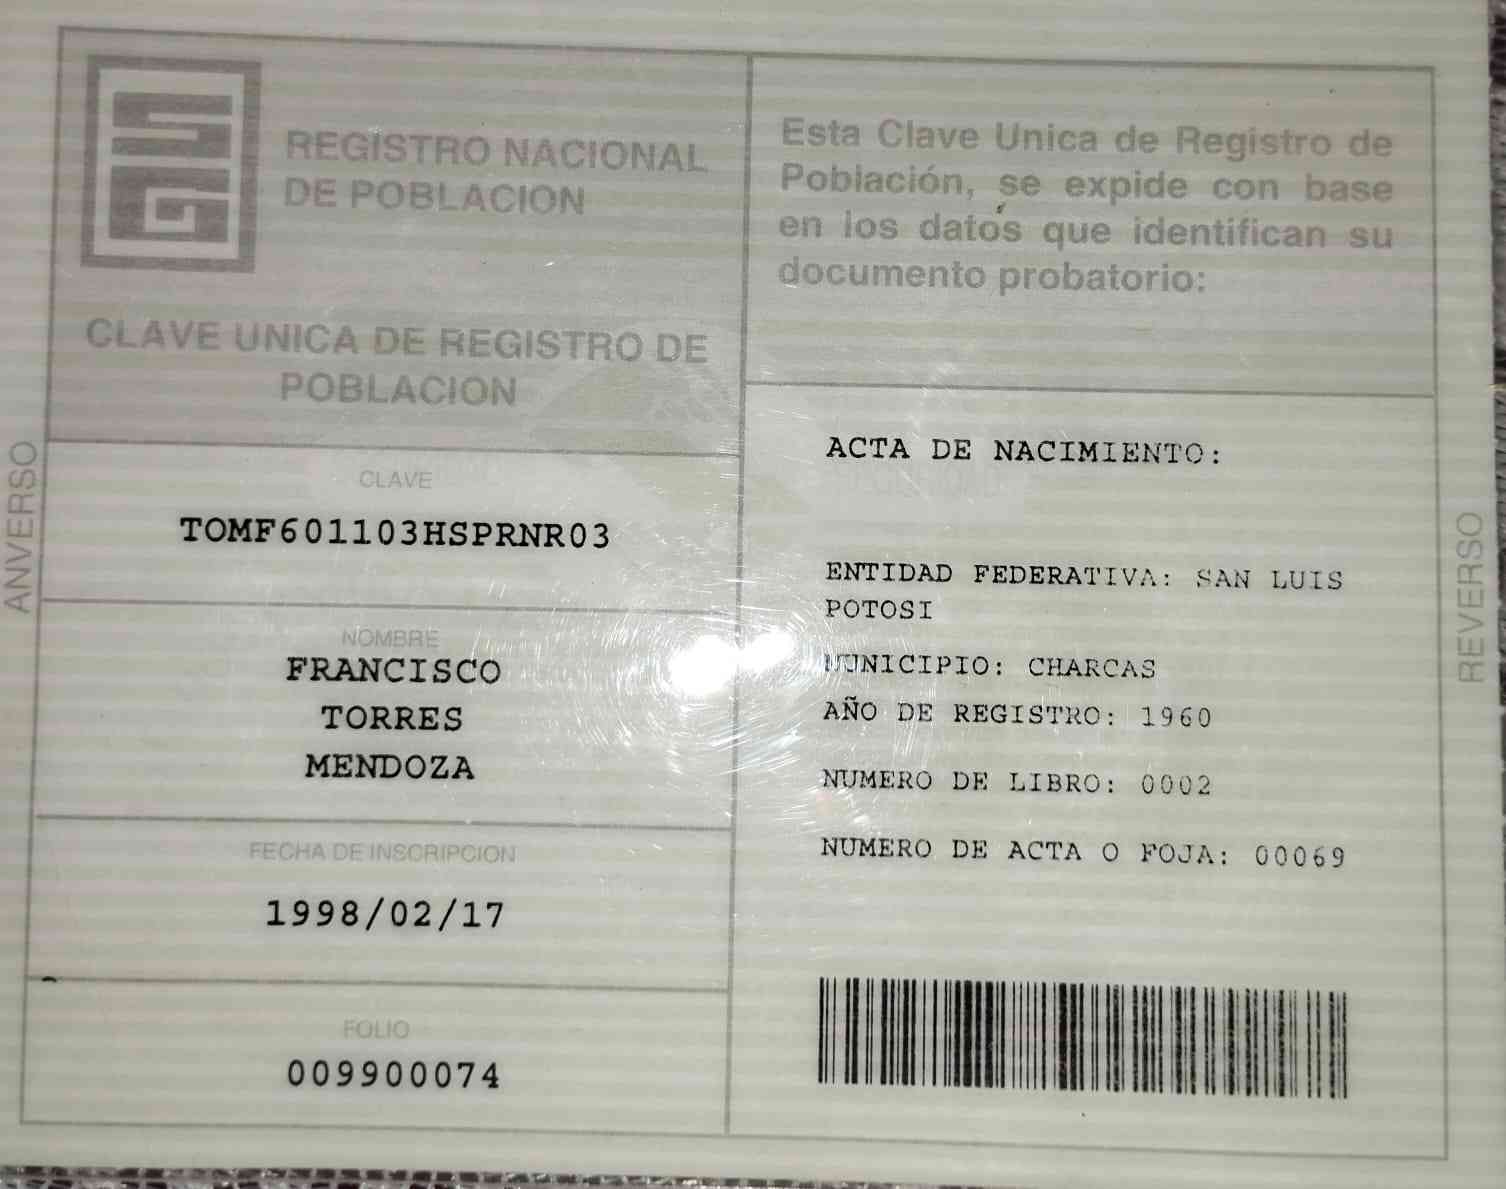 SG
REGISTRO NACIONAL
DE POBLACION
CLAVE UNICA DE REGISTRO DE
POBLACION
ANVERSO
CLAVE
TOMF601103HSPRNR03
NOMBRE
FRANCISCO
TORRES
MENDOZA
FECHA DE INSCRIPCION
1998/02/17
FOLIO
009900074
Esta Clave Unica de Registro de
Población, se expide con base
en los datos que identifican su
documento probatorio:
ACTA DE NACIMIENTO:
ENTIDAD FEDERATIVA: SAN LUIS
POTOSI
MUNICIPIO: CHARCAS
AÑO DE REGISTRO: 1960
NUMERO DE LIBRO: 0002
NUMERO DE ACTA O FOJA: 00069
REVERSO